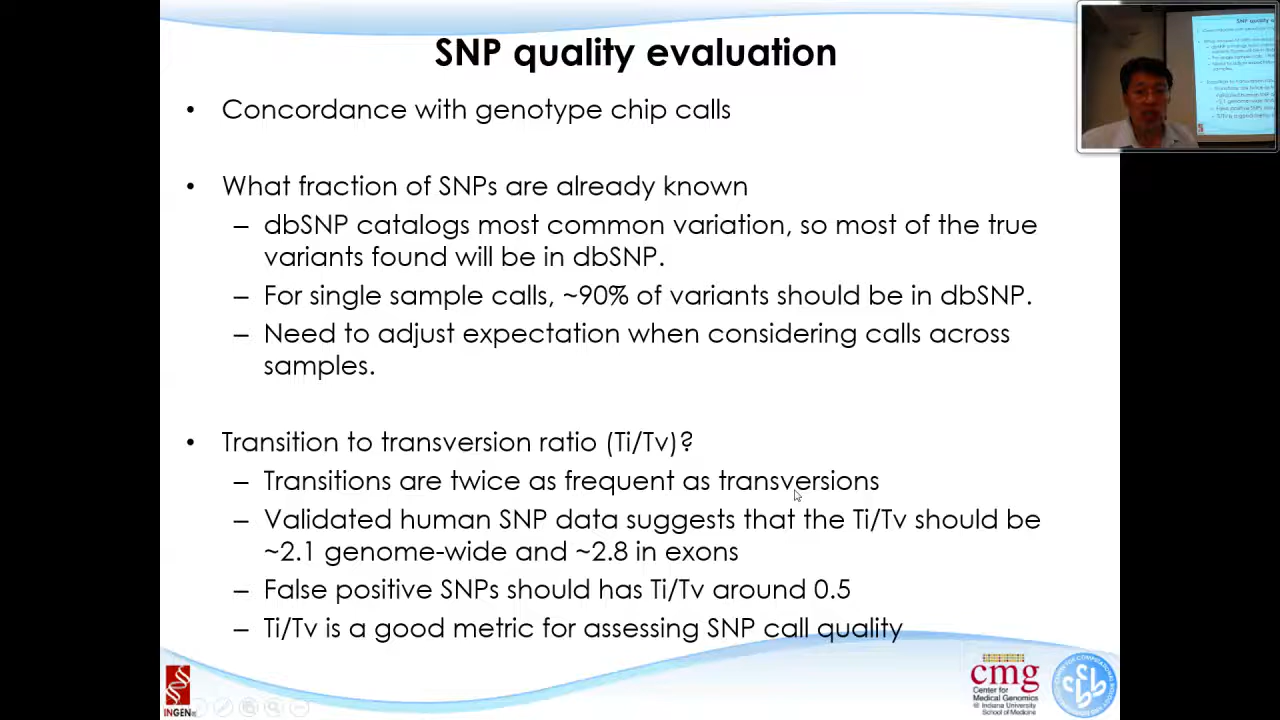 SNP quality evaluation
• Concordance with genotype chip calls
• What fraction of SNPs are already known
– dbSNP catalogs most common variation, so most of the true
variants found will be in dbSNP.
– For single sample calls, ~90% of variants should be in dbSNP.
– Need to adjust expectation when considering calls across
samples.
• Transition to transversion ratio (Ti/Tv)?
– Transitions are twice as frequent as transversions
– Validated human SNP data suggests that the Ti/Tv should be
~2.1 genome-wide and ~2.8 in exons
– False positive SNPs should has Ti/Tv around 0.5
– Ti/Tv is a good metric for assessing SNP call quality
INGEN
cmg
Center for
Medical Genomics
@ Indiana University
School of Medicine